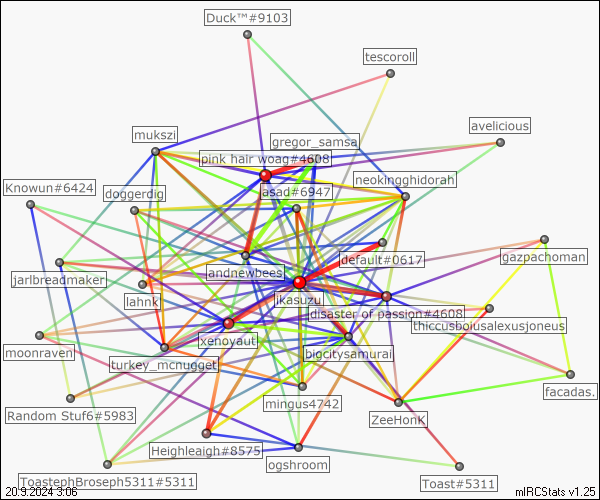 Duck™#9103
tescoroll
avelicious
mukszi
gregor_samsa
pink hair woag#4608
neokingghidorah
Knowun#6424
doggerdig
asad#6947
default#0617
gazpachoman
andnewbees
jarlbreadmaker
lahnk
ikasuzu
disaster of passion#4608
thiccusboiusalexusjoneus
xenoyaut
bigcitysamurai
moonraven
turkey_mcnugget
facadas.
mingus4742
Random Stuf6#5983
ZeeHonk
Heighleagh#8575
ogshroom
ToastephBroseph5311#5311
Toast#5311
20.9.2024 3:06
mIRCStats v1.25